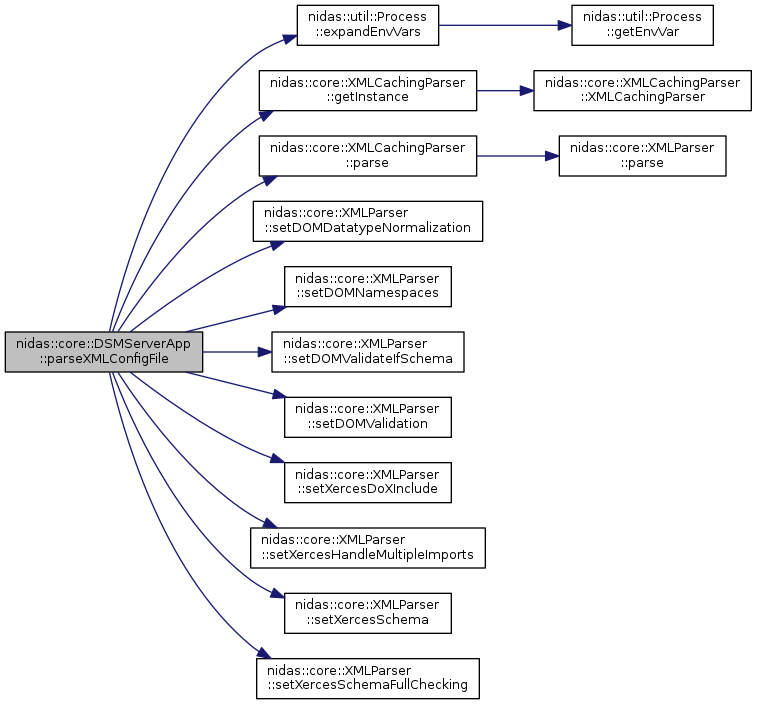 nidas::util::Process
::expandEnvVars
nidas::util::Process
::getEnvVar
nidas::core::XMLCachingParser
::getInstance
nidas::core::XMLCachingParser
::XMLCachingParser
nidas::core::XMLCachingParser
::parse
nidas::core::XMLParser
::parse
nidas::core::XMLParser
::setDOMDatatypeNormalization
nidas::core::XMLParser
::setDOMNamespaces
nidas::core::DSMServerApp
::parseXMLConfigFile
nidas::core::XMLParser
::setDOMValidateIfSchema
nidas::core::XMLParser
::setDOMValidation
nidas::core::XMLParser
::setXercesDoXInclude
nidas::core::XMLParser
::setXercesHandleMultipleImports
nidas::core::XMLParser
::setXercesSchema
nidas::core::XMLParser
::setXercesSchemaFullChecking